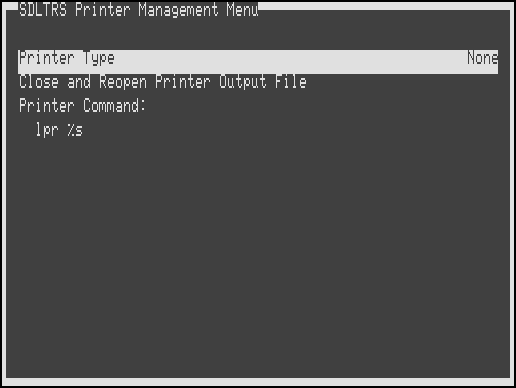 SDLTRS Printer Management Menu
Printer Type None
Close and Reopen Printer Output File
Printer Command:
lpr %s